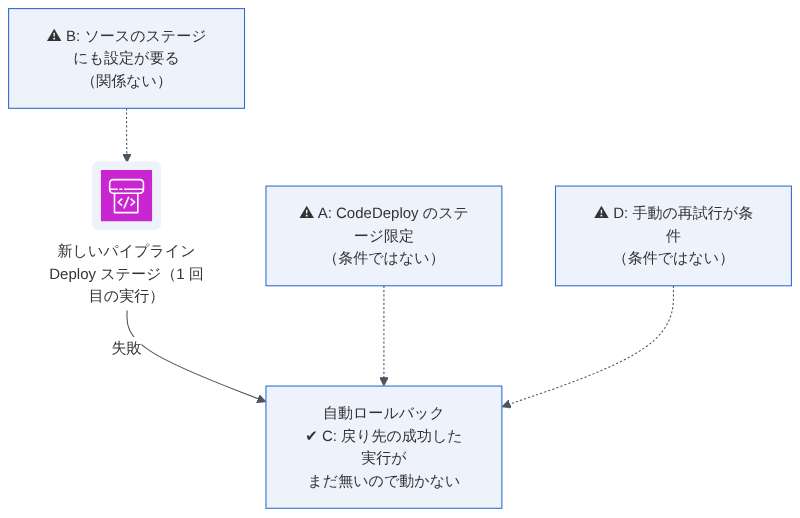 ⚠ B: ソースのステージ
にも設定が要る
（関係ない）
新しいパイプライン
Deploy ステージ（1 回
目の実行）
⚠ A: CodeDeploy のステ
ージ限定
（条件ではない）
⚠ D: 手動の再試行が条
件
（条件ではない）
失敗
自動ロールバック
✔ C: 戻り先の成功した
実行が
まだ無いので動かない